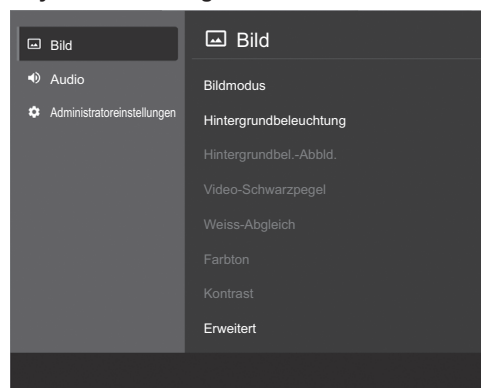 Bild
Audio
Administratoreinstellungen
Bild
Bildmodus
Hintergrundbeleuchtung
Hintergrundbel.-Abbld.
Video-Schwarzpegel
Weiss-Abgleich
Farbton
Kontrast
Erweitert